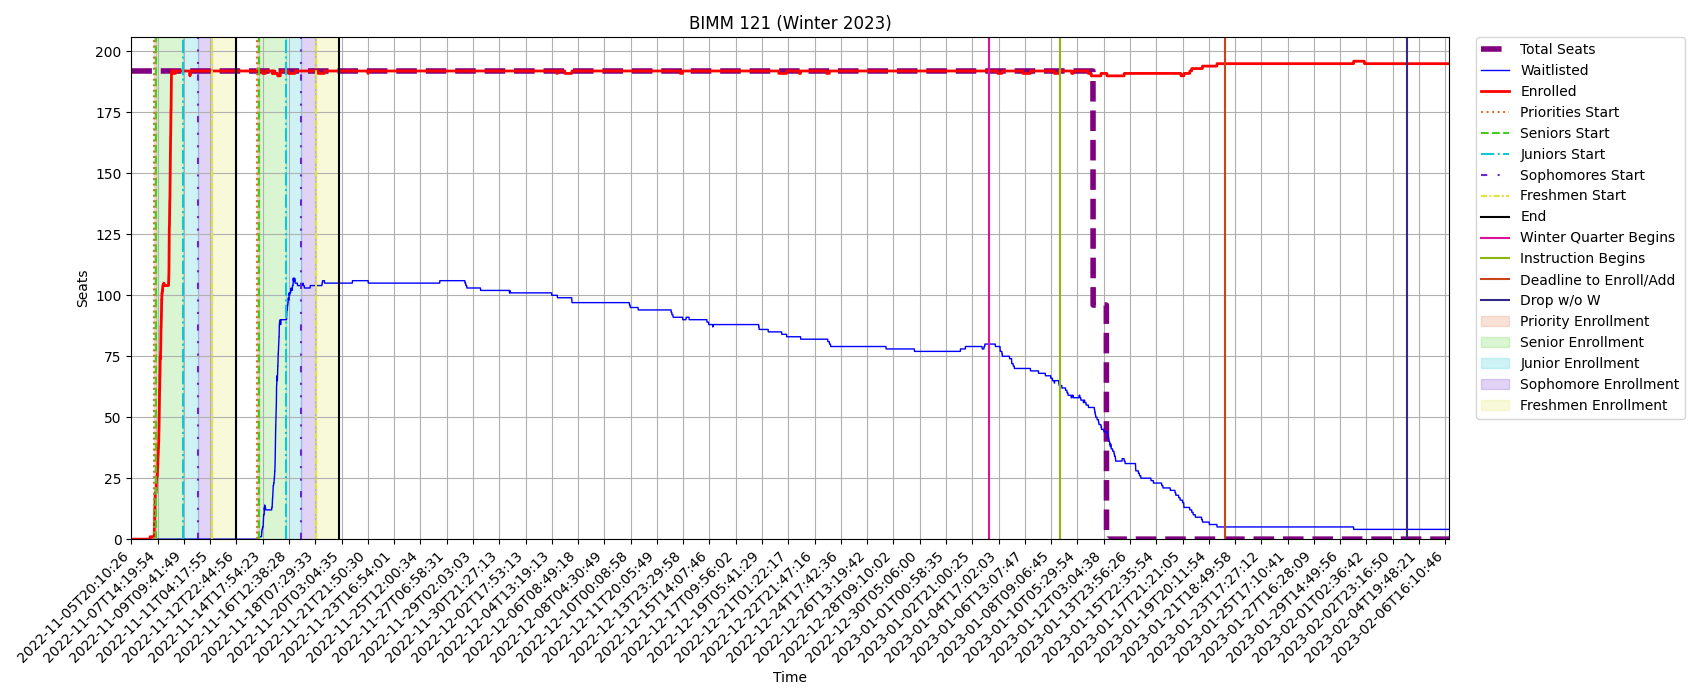 BIMM 121 (Winter 2023)
Seats
200
175
150
125
100
75
50
25
0
2022-11-05T20:10:26
2022-11-07T14:19:54
2022-11-09T09:41:49
2022-11-11T04:17:55
2022-11-12T22:44:56
2022-11-14T17:54:23
2022-11-16T12:38:28
2022-11-18T07:29:33
2022-11-20T03:04:35
2022-11-21T21:50:30
2022-11-23T16:54:01
2022-11-25T12:00:34
2022-11-27T06:58:31
2022-11-29T02:03:03
2022-11-30T21:27:13
2022-12-02T17:53:13
2022-12-04T13:19:13
2022-12-06T08:49:18
2022-12-08T04:30:49
2022-12-10T00:08:58
2022-12-11T20:05:49
2022-12-13T23:29:58
2022-12-15T14:07:46
2022-12-17T09:56:02
2022-12-19T05:41:29
2022-12-21T01:22:17
2022-12-22T21:47:16
2022-12-24T17:42:36
2022-12-26T13:19:42
2022-12-28T09:10:02
2022-12-30T05:06:00
2023-01-01T00:58:35
2023-01-02T21:00:25
2023-01-04T17:02:03
2023-01-06T13:07:47
2023-01-08T09:06:45
2023-01-10T05:29:54
2023-01-12T03:04:38
2023-01-13T23:56:26
2023-01-15T22:35:54
2023-01-17T21:21:05
2023-01-19T20:11:54
2023-01-21T18:49:58
2023-01-23T17:27:12
2023-01-25T17:10:41
2023-01-27T16:28:09
2023-01-29T14:49:56
2023-02-01T02:36:42
2023-02-02T23:16:50
2023-02-04T19:48:21
2023-02-06T16:10:46
Time
Total Seats
Waitlisted
Enrolled
Priorities Start
Seniors Start
Juniors Start
Sophomores Start
Freshmen Start
End
Winter Quarter Begins
Instruction Begins
Deadline to Enroll/Add
Drop w/o W
Priority Enrollment
Senior Enrollment
Junior Enrollment
Sophomore Enrollment
Freshmen Enrollment